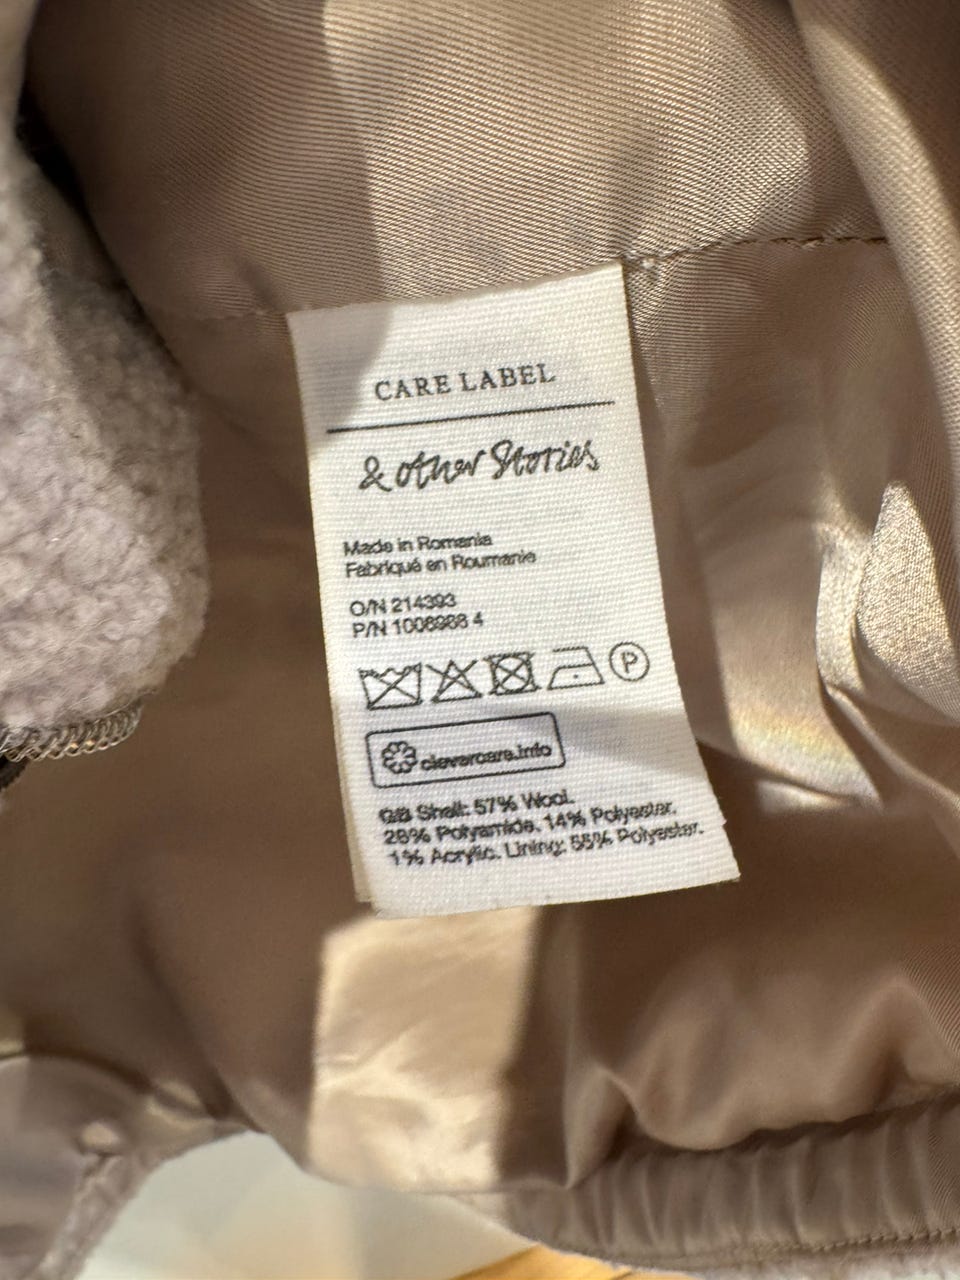 CARE LABEL
& other Stories
Made in Romania
Fabriqué en Roumanie
O/N 214393
P/N 1008988 4
P
clevercare.info
GB Shell: 57% Wool.
28% Polyamide. 14% Polyester.
1% Acrylic. Lining: 55% Polyester.